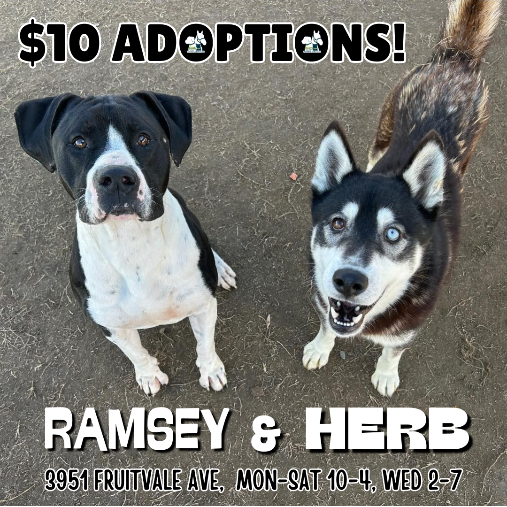 $10 ADOPTIONS!
RAMSEY & HERB
3951 FRUITVALE AVE, MON-SAT 10-4, WED 2-7